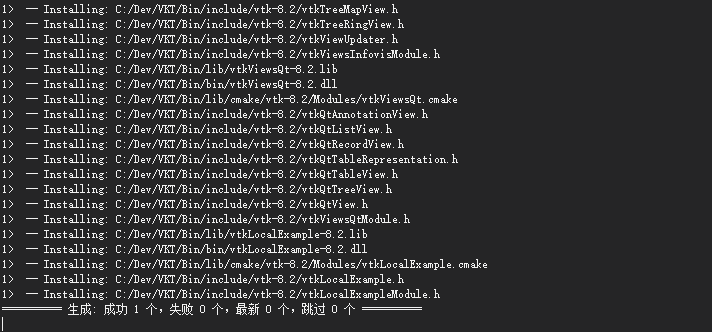 1>  -- Installing: C:/Dev/VKT/Bin/include/vtk-8.2/vtkTreeMapView.h
1>  -- Installing: C:/Dev/VKT/Bin/include/vtk-8.2/vtkTreeRingView.h
1>  -- Installing: C:/Dev/VKT/Bin/include/vtk-8.2/vtkViewUpdater.h
1>  -- Installing: C:/Dev/VKT/Bin/include/vtk-8.2/vtkViewsInfovisModule.h
1>  -- Installing: C:/Dev/VKT/Bin/lib/vtkViewsQt-8.2.lib
1>  -- Installing: C:/Dev/VKT/Bin/bin/vtkViewsQt-8.2.dll
1>  -- Installing: C:/Dev/VKT/Bin/lib/cmake/vtk-8.2/Modules/vtkViewsQt.cmake
1>  -- Installing: C:/Dev/VKT/Bin/include/vtk-8.2/vtkQtAnnotationView.h
1>  -- Installing: C:/Dev/VKT/Bin/include/vtk-8.2/vtkQtListView.h
1>  -- Installing: C:/Dev/VKT/Bin/include/vtk-8.2/vtkQtRecordView.h
1>  -- Installing: C:/Dev/VKT/Bin/include/vtk-8.2/vtkQtTableRepresentation.h
1>  -- Installing: C:/Dev/VKT/Bin/include/vtk-8.2/vtkQtTableView.h
1>  -- Installing: C:/Dev/VKT/Bin/include/vtk-8.2/vtkQtTreeView.h
1>  -- Installing: C:/Dev/VKT/Bin/include/vtk-8.2/vtkQtView.h
1>  -- Installing: C:/Dev/VKT/Bin/include/vtk-8.2/vtkViewsQtModule.h
1>  -- Installing: C:/Dev/VKT/Bin/lib/vtkLocalExample-8.2.lib
1>  -- Installing: C:/Dev/VKT/Bin/bin/vtkLocalExample-8.2.dll
1>  -- Installing: C:/Dev/VKT/Bin/lib/cmake/vtk-8.2/Modules/vtkLocalExample.cmake
1>  -- Installing: C:/Dev/VKT/Bin/include/vtk-8.2/vtkLocalExample.h
1>  -- Installing: C:/Dev/VKT/Bin/include/vtk-8.2/vtkLocalExampleModule.h
========== 生成: 成功 1 个，失败 0 个，最新 0 个，跳过 0 个 ==========